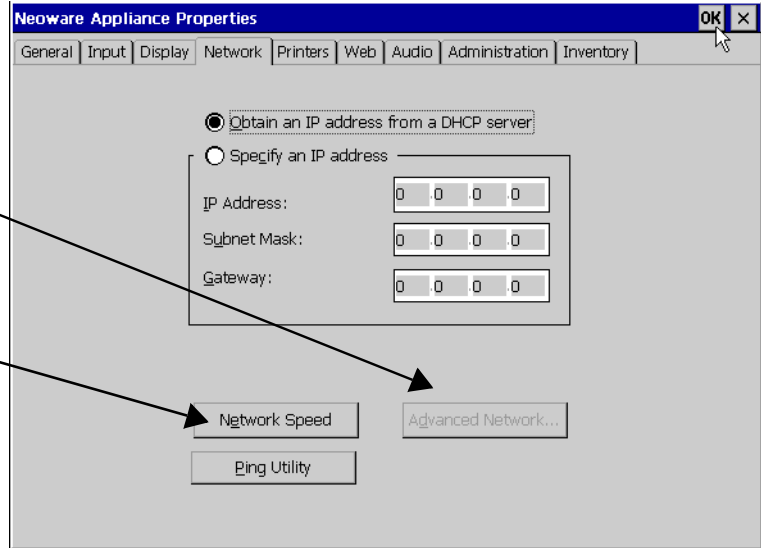 Neoware Appliance Properties OK ×
General Input Display Network Printers Web Audio Administration Inventory
Obtain an IP address from a DHCP server
Specify an IP address
IP Address: 0 .0 .0 .0
Subnet Mask: 0 .0 .0 .0
Gateway: 0 .0 .0 .0
Network Speed Advanced Network...
Ping Utility